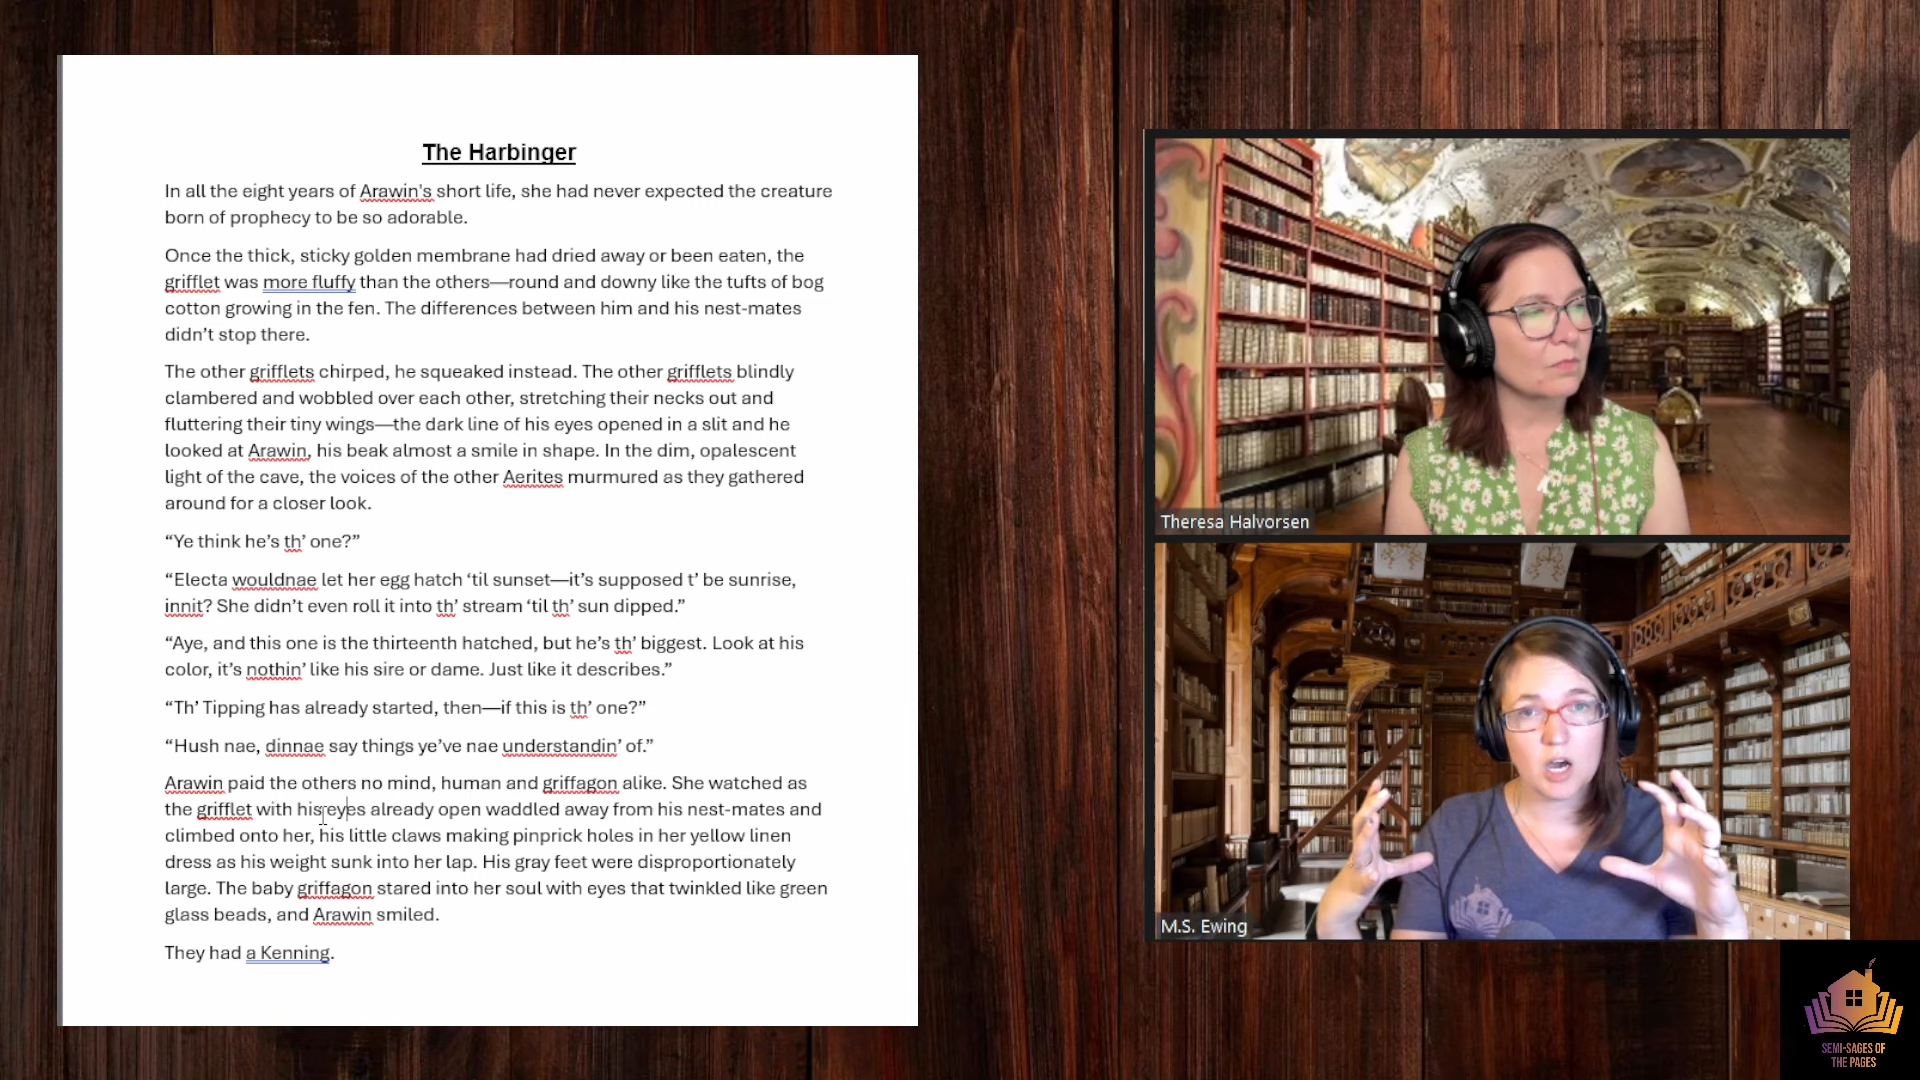 The Harbinger
In all the eight years of Arawin's short life, she had never expected the creature
born of prophecy to be so adorable.
Once the thick, sticky golden membrane had dried away or been eaten, the
grifflet was more fluffy than the others—round and downy like the tufts of bog
cotton growing in the fen. The differences between him and his nest-mates
didn’t stop there.
The other grifflets chirped, he squeaked instead. The other grifflets blindly
clambered and wobbled over each other, stretching their necks out and
fluttering their tiny wings—the dark line of his eyes opened in a slit and he
looked at Arawin, his beak almost a smile in shape. In the dim, opalescent
light of the cave, the voices of the other Aerites murmured as they gathered
around for a closer look.
“Ye think he’s th’ one?”
“Electa wouldnae let her egg hatch ‘til sunset—it’s supposed t’ be sunrise,
innit? She didn’t even roll it into th’ stream ‘til th’ sun dipped.”
“Aye, and this one is the thirteenth hatched, but he’s th’ biggest. Look at his
color, it’s nothin’ like his sire or dame. Just like it describes.”
“Th’ Tipping has already started, then—if this is th’ one?”
“Hush nae, dinnae say things ye’ve nae understandin’ of.”
Arawin paid the others no mind, human and griffagon alike. She watched as
the grifflet with his eyes already open waddled away from his nest-mates and
climbed onto her, his little claws making pinprick holes in her yellow linen
dress as his weight sunk into her lap. His gray feet were disproportionately
large. The baby griffagon stared into her soul with eyes that twinkled like green
glass beads, and Arawin smiled.
They had a Kenning.
Theresa Halvorsen
M.S. Ewing
SEMI-SAGES OF
THE PAGES